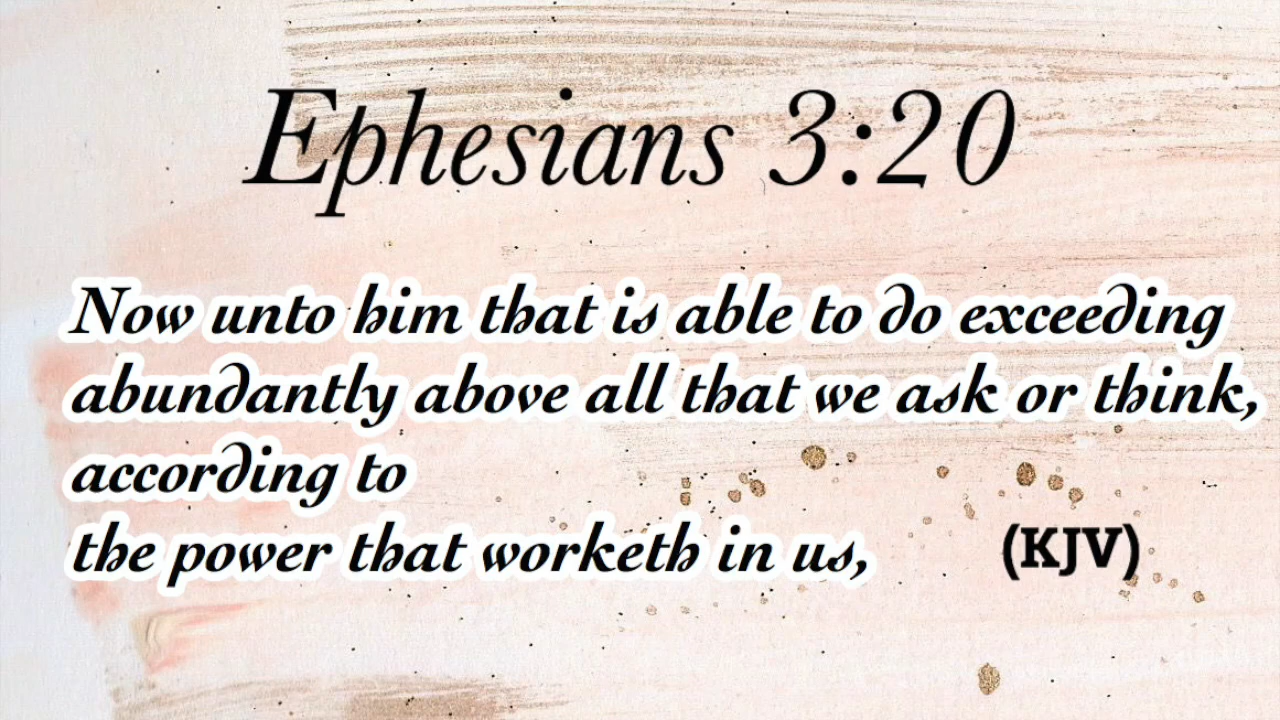 Ephesians 3:20
Now unto him that is able to do exceeding
abundantly above all that we ask or think,
according to
the power that worketh in us,
(KJV)